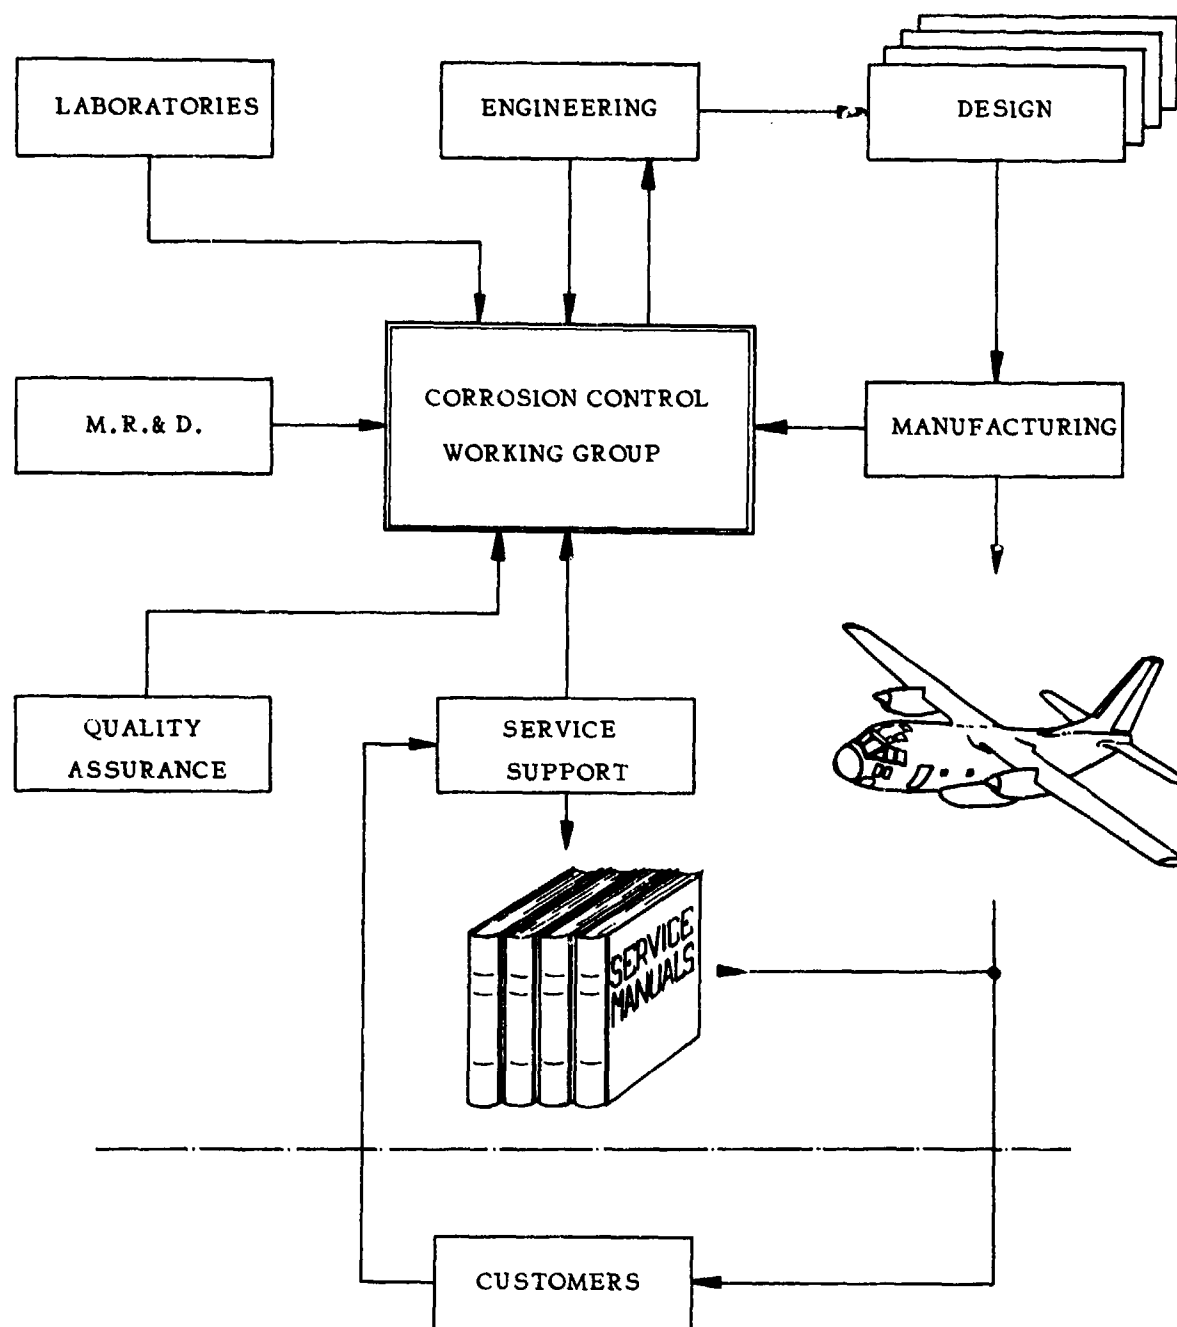 LABORATORIES
ENGINEERING
DESIGN
M.R.& D.
CORROSION CONTROL
WORKING GROUP
MANUFACTURING
QUALITY
ASSURANCE
SERVICE
SUPPORT
SERVICE
MANUALS
CUSTOMERS